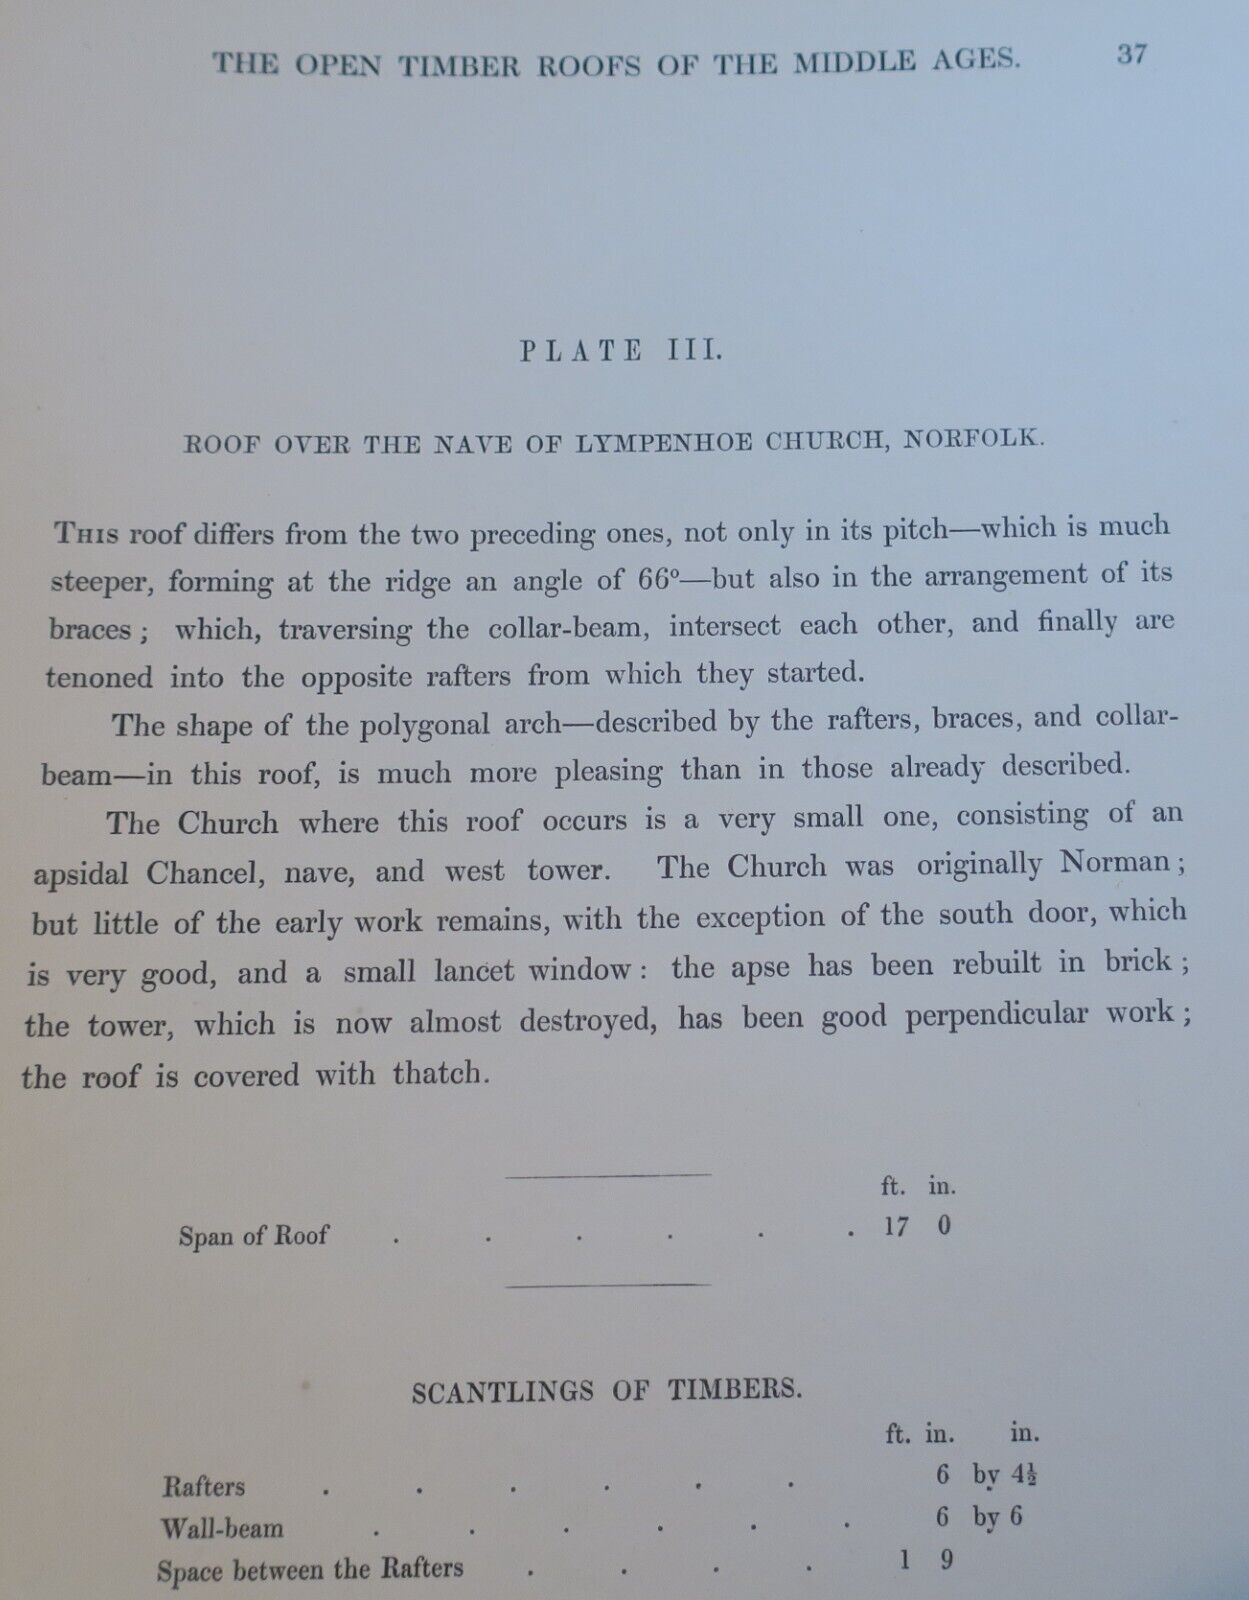 THE OPEN TIMBER ROOFS OF THE MIDDLE AGES. 37
PLATE III.
ROOF OVER THE NAVE OF LYMPENHOE CHURCH, NORFOLK.
THIS roof differs from the two preceding ones, not only in its pitch—which is much
steeper, forming at the ridge an angle of 66º—but also in the arrangement of its
braces; which, traversing the collar-beam, intersect each other, and finally are
tenoned into the opposite rafters from which they started.
The shape of the polygonal arch—described by the rafters, braces, and collar-
beam—in this roof, is much more pleasing than in those already described.
The Church where this roof occurs is a very small one, consisting of an
apsidal Chancel, nave, and west tower. The Church was originally Norman;
but little of the early work remains, with the exception of the south door, which
is very good, and a small lancet window: the apse has been rebuilt in brick;
the tower, which is now almost destroyed, has been good perpendicular work;
the roof is covered with thatch.
ft. in.
Span of Roof . . . . . . 17 0
SCANTLINGS OF TIMBERS.
ft. in. in.
Rafters . . . . . . 6 by 4½
Wall-beam . . . . . . 6 by 6
Space between the Rafters . . . . 1 9